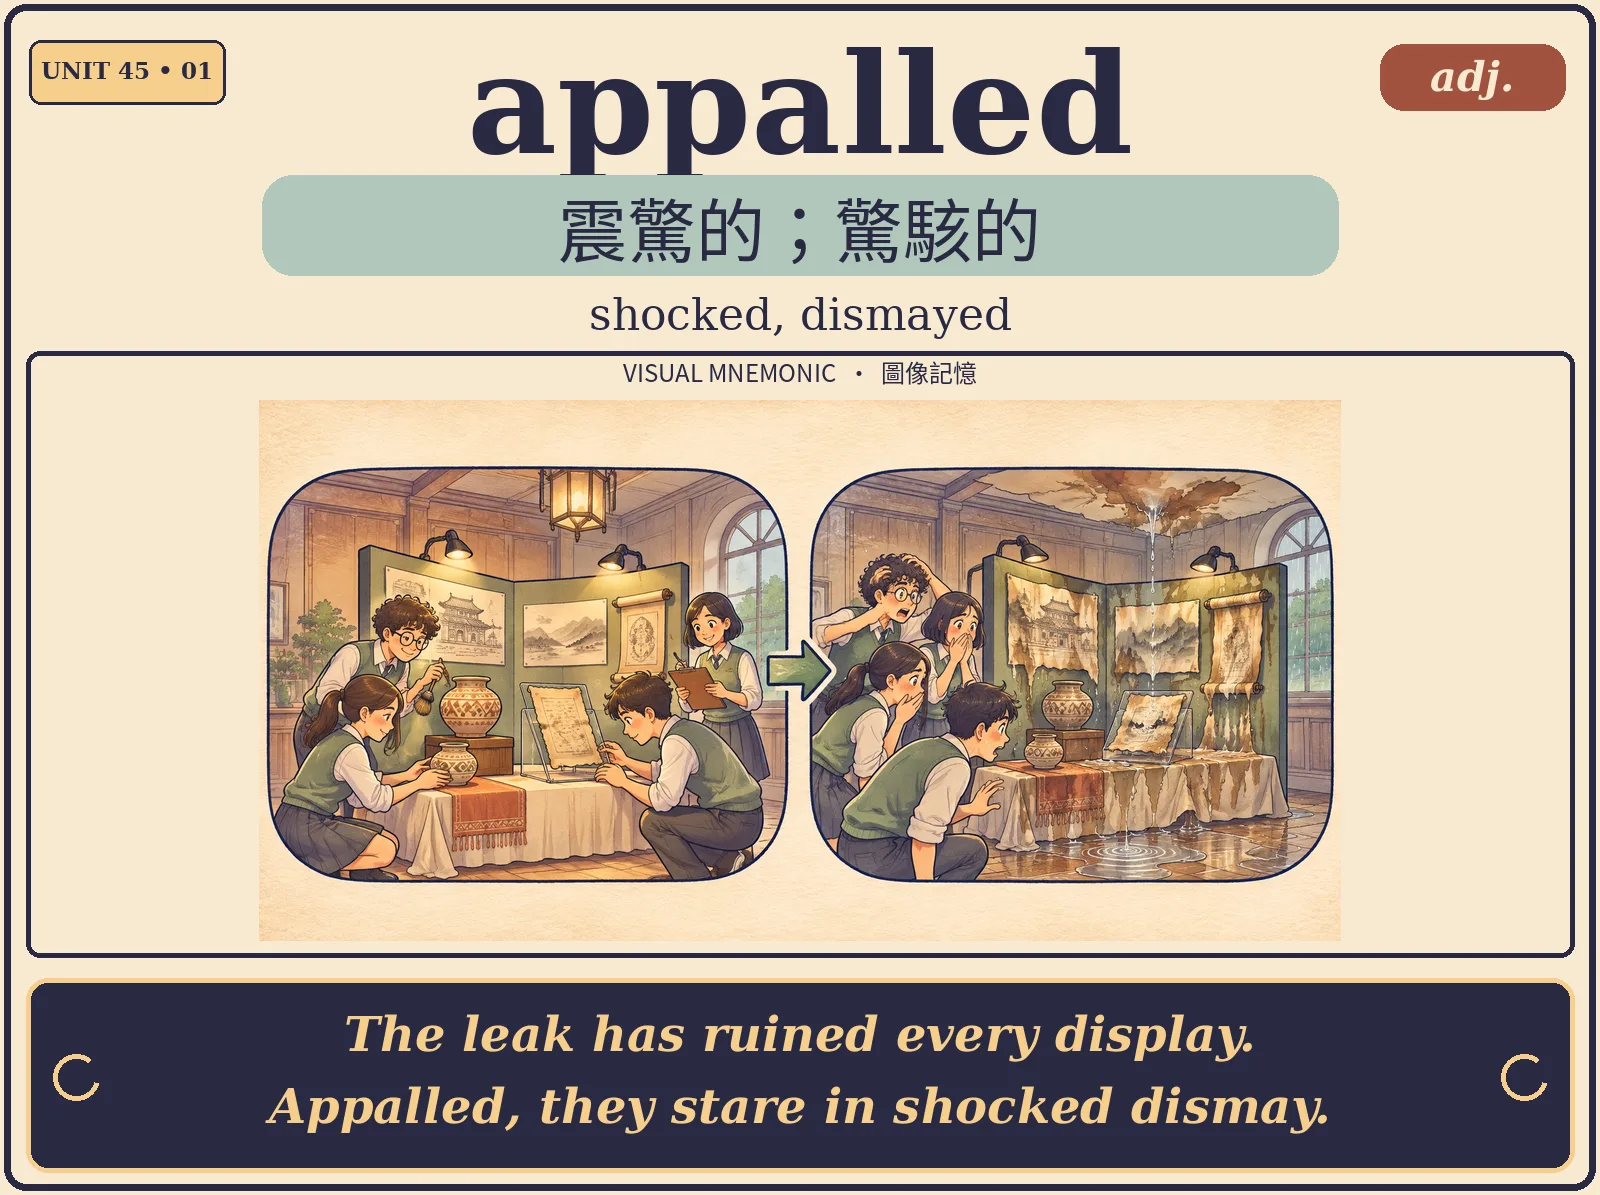 UNIT 45 • 01
appalled
adj.
震驚的；驚駭的
shocked, dismayed
VISUAL MNEMONIC • 圖像記憶
The leak has ruined every display.
Appalled, they stare in shocked dismay.